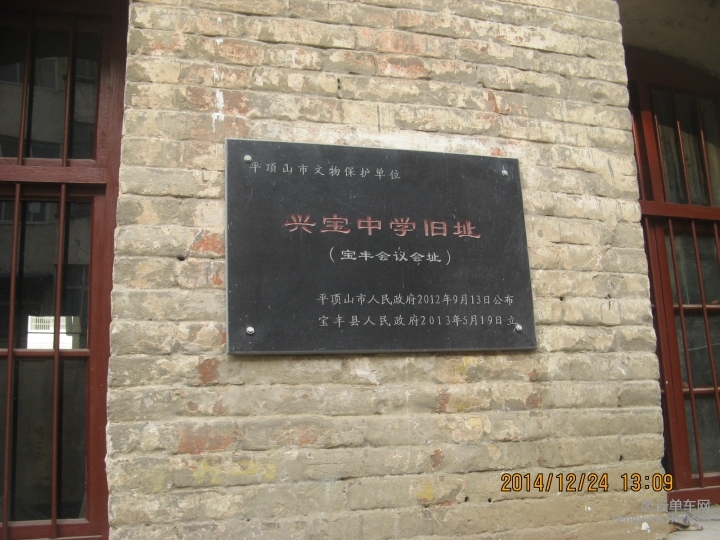 平顶山市文物保护单位
兴宝中学旧址
（宝丰会议会址）
平顶山市人民政府2012年9月13日公布
宝丰县人民政府2013年5月19日立
2014/12/24 13:09
单车网